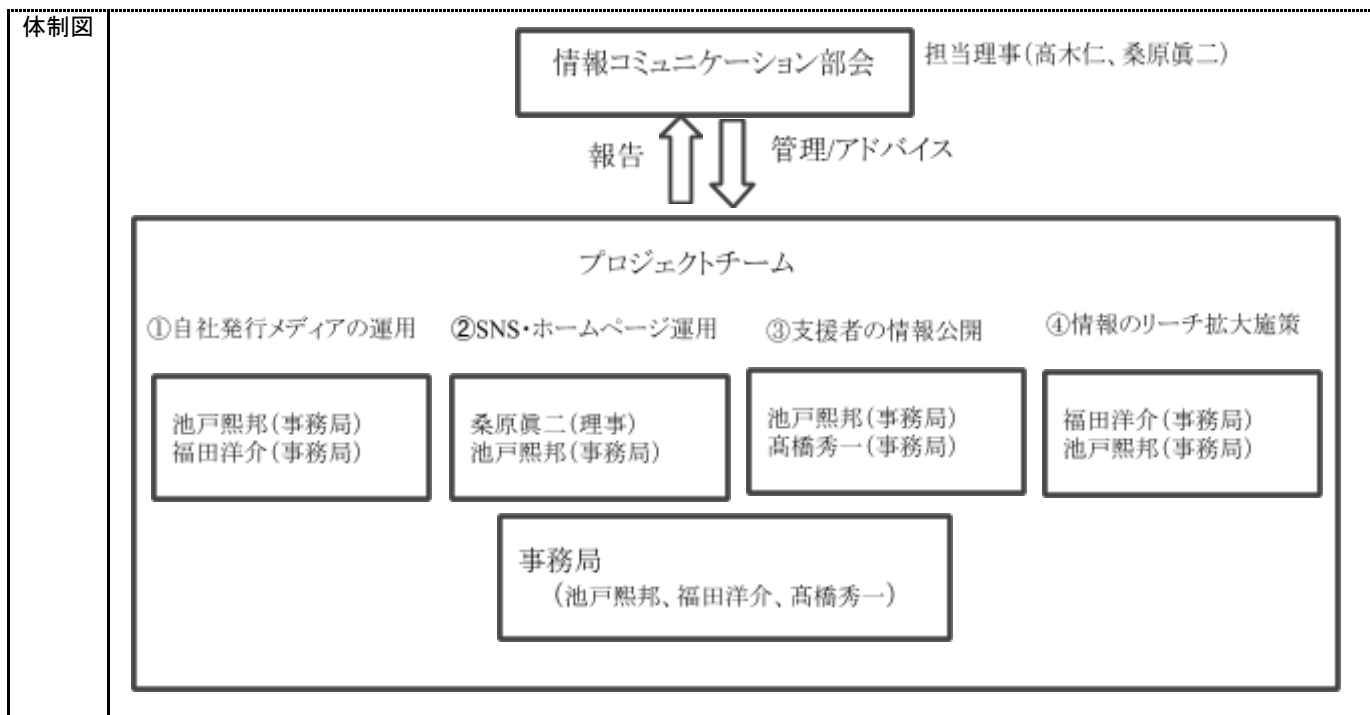 体制図
情報コミュニケーション部会
担当理事(高木仁、桑原眞二)
報告
管理/アドバイス
プロジェクトチーム
①自社発行メディアの運用
池戸熙邦(事務局)
福田洋介(事務局)
②SNS・ホームページ運用
桑原眞二(理事)
池戸熙邦(事務局)
③支援者の情報公開
池戸熙邦(事務局)
髙橋秀一(事務局)
④情報のリーチ拡大施策
福田洋介(事務局)
池戸熙邦(事務局)
事務局
(池戸熙邦、福田洋介、髙橋秀一)